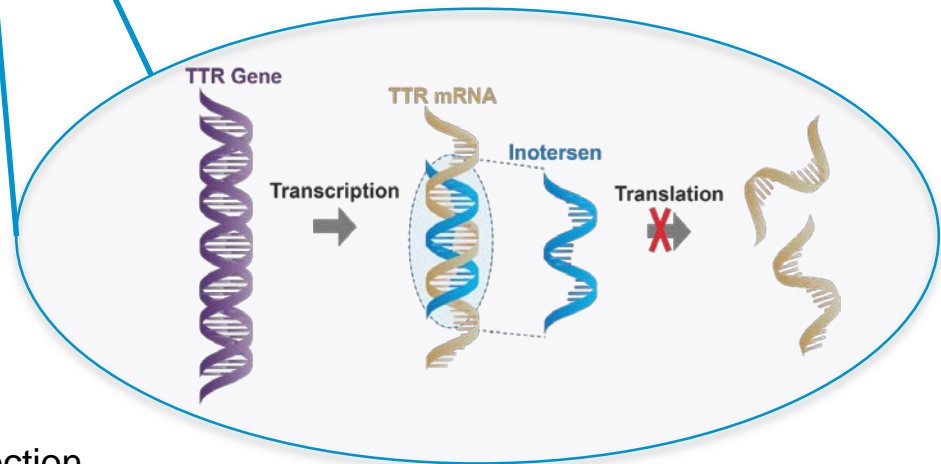 TTR Gene
TTR mRNA
Inotersen
Transcription
Translation